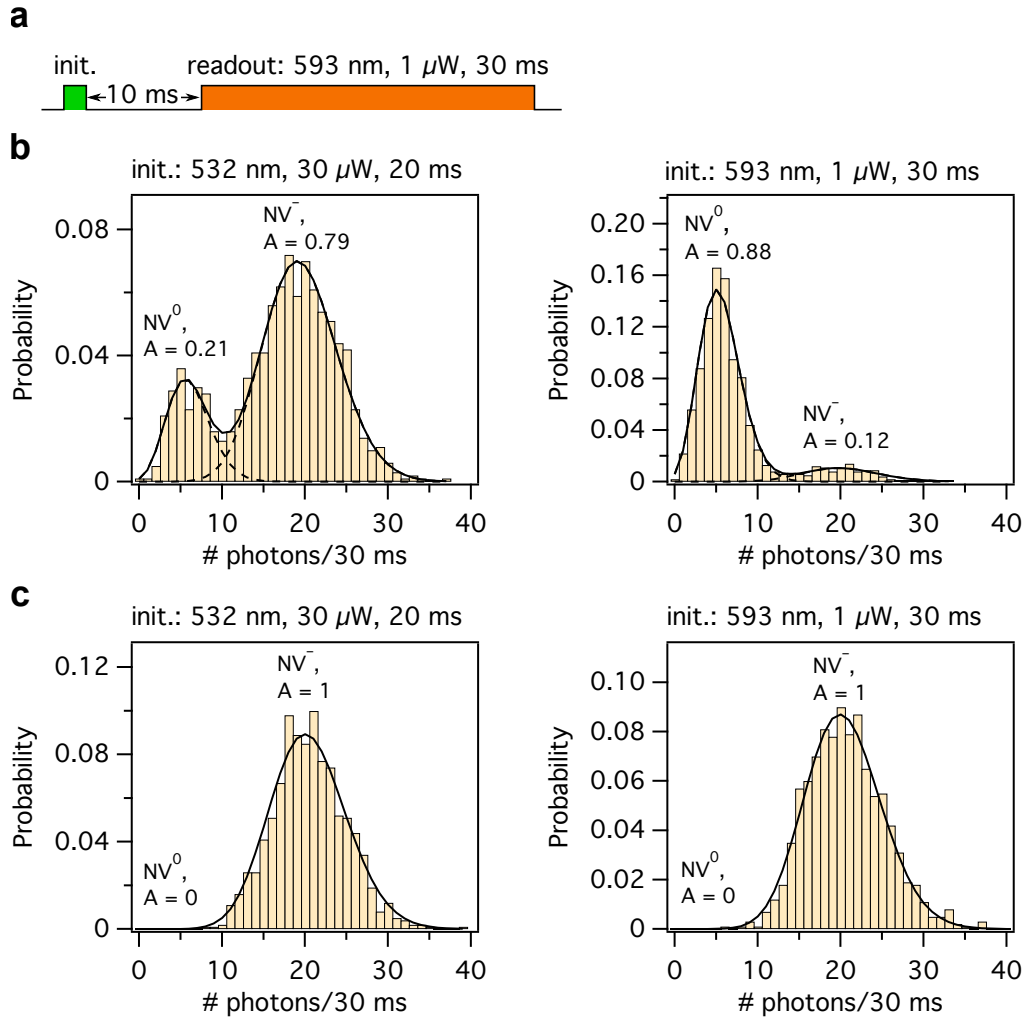 a
init.
readout: 593 nm, 1 µW, 30 ms
10 ms
b
init.: 532 nm, 30 µW, 20 ms
Probability
0.08
0.04
0
NV⁰,
A = 0.21
NV⁻,
A = 0.79
0 10 20 30 40
# photons/30 ms
init.: 593 nm, 1 µW, 30 ms
Probability
0.20
0.16
0.12
0.08
0.04
0
NV⁰,
A = 0.88
NV⁻,
A = 0.12
0 10 20 30 40
# photons/30 ms
c
init.: 532 nm, 30 µW, 20 ms
Probability
0.12
0.08
0.04
0
NV⁻,
A = 1
NV⁰,
A = 0
0 10 20 30 40
# photons/30 ms
init.: 593 nm, 1 µW, 30 ms
Probability
0.10
0.08
0.06
0.04
0.02
0
NV⁻,
A = 1
NV⁰,
A = 0
0 10 20 30 40
# photons/30 ms